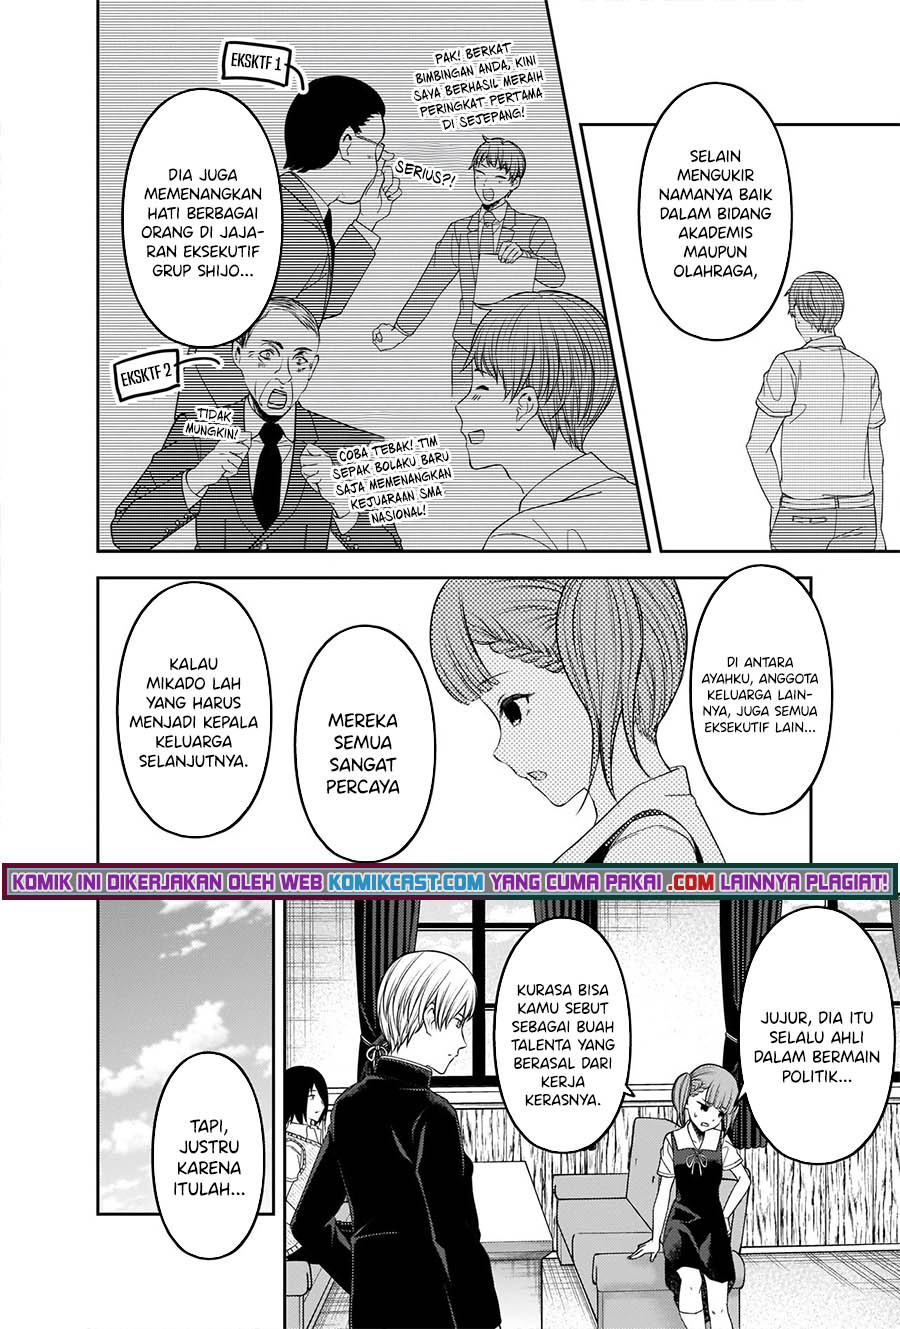 SELAIN
MENGUKIR
NAMANYA BAIK
DALAM BIDANG
AKADEMIS
MAUPUN
OLAHRAGA,
EKSKTF 1
PAK! BERKAT
BIMBINGAN ANDA, KINI
SAYA BERHASIL MERAIH
PERINGKAT PERTAMA
DI SEJEPANG!
SERIUS?!
DIA JUGA
MEMENANGKAN
HATI BERBAGAI
ORANG DI JAJA-
RAN EKSEKUTIF
GRUP SHIJO...
EKSKTF 2
TIDAK
MUNGKIN!
COBA TEBAK! TIM
SEPAK BOLAKU BARU
SAJA MEMENANGKAN
KEJUARAAN SMA
NASIONAL!
DI ANTARA
AYAHKU, ANGGOTA
KELUARGA LAIN-
NYA, JUGA SEMUA
EKSEKUTIF LAIN...
MEREKA
SEMUA
SANGAT
PERCAYA
KALAU
MIKADO LAH
YANG HARUS
MENJADI KEPALA
KELUARGA
SELANJUTNYA.
KOMIK INI DIKERJAKAN OLEH WEB KOMIKCAST.COM YANG CUMA PAKAI .COM LAINNYA PLAGIAT!
JUJUR, DIA ITU
SELALU AHLI
DALAM BERMAIN
POLITIK...
KURASA BISA
KAMU SEBUT
SEBAGAI BUAH
TALENTA YANG
BERASAL DARI
KERJA
KERASNYA.
TAPI,
JUSTRU
KARENA
ITULAH...